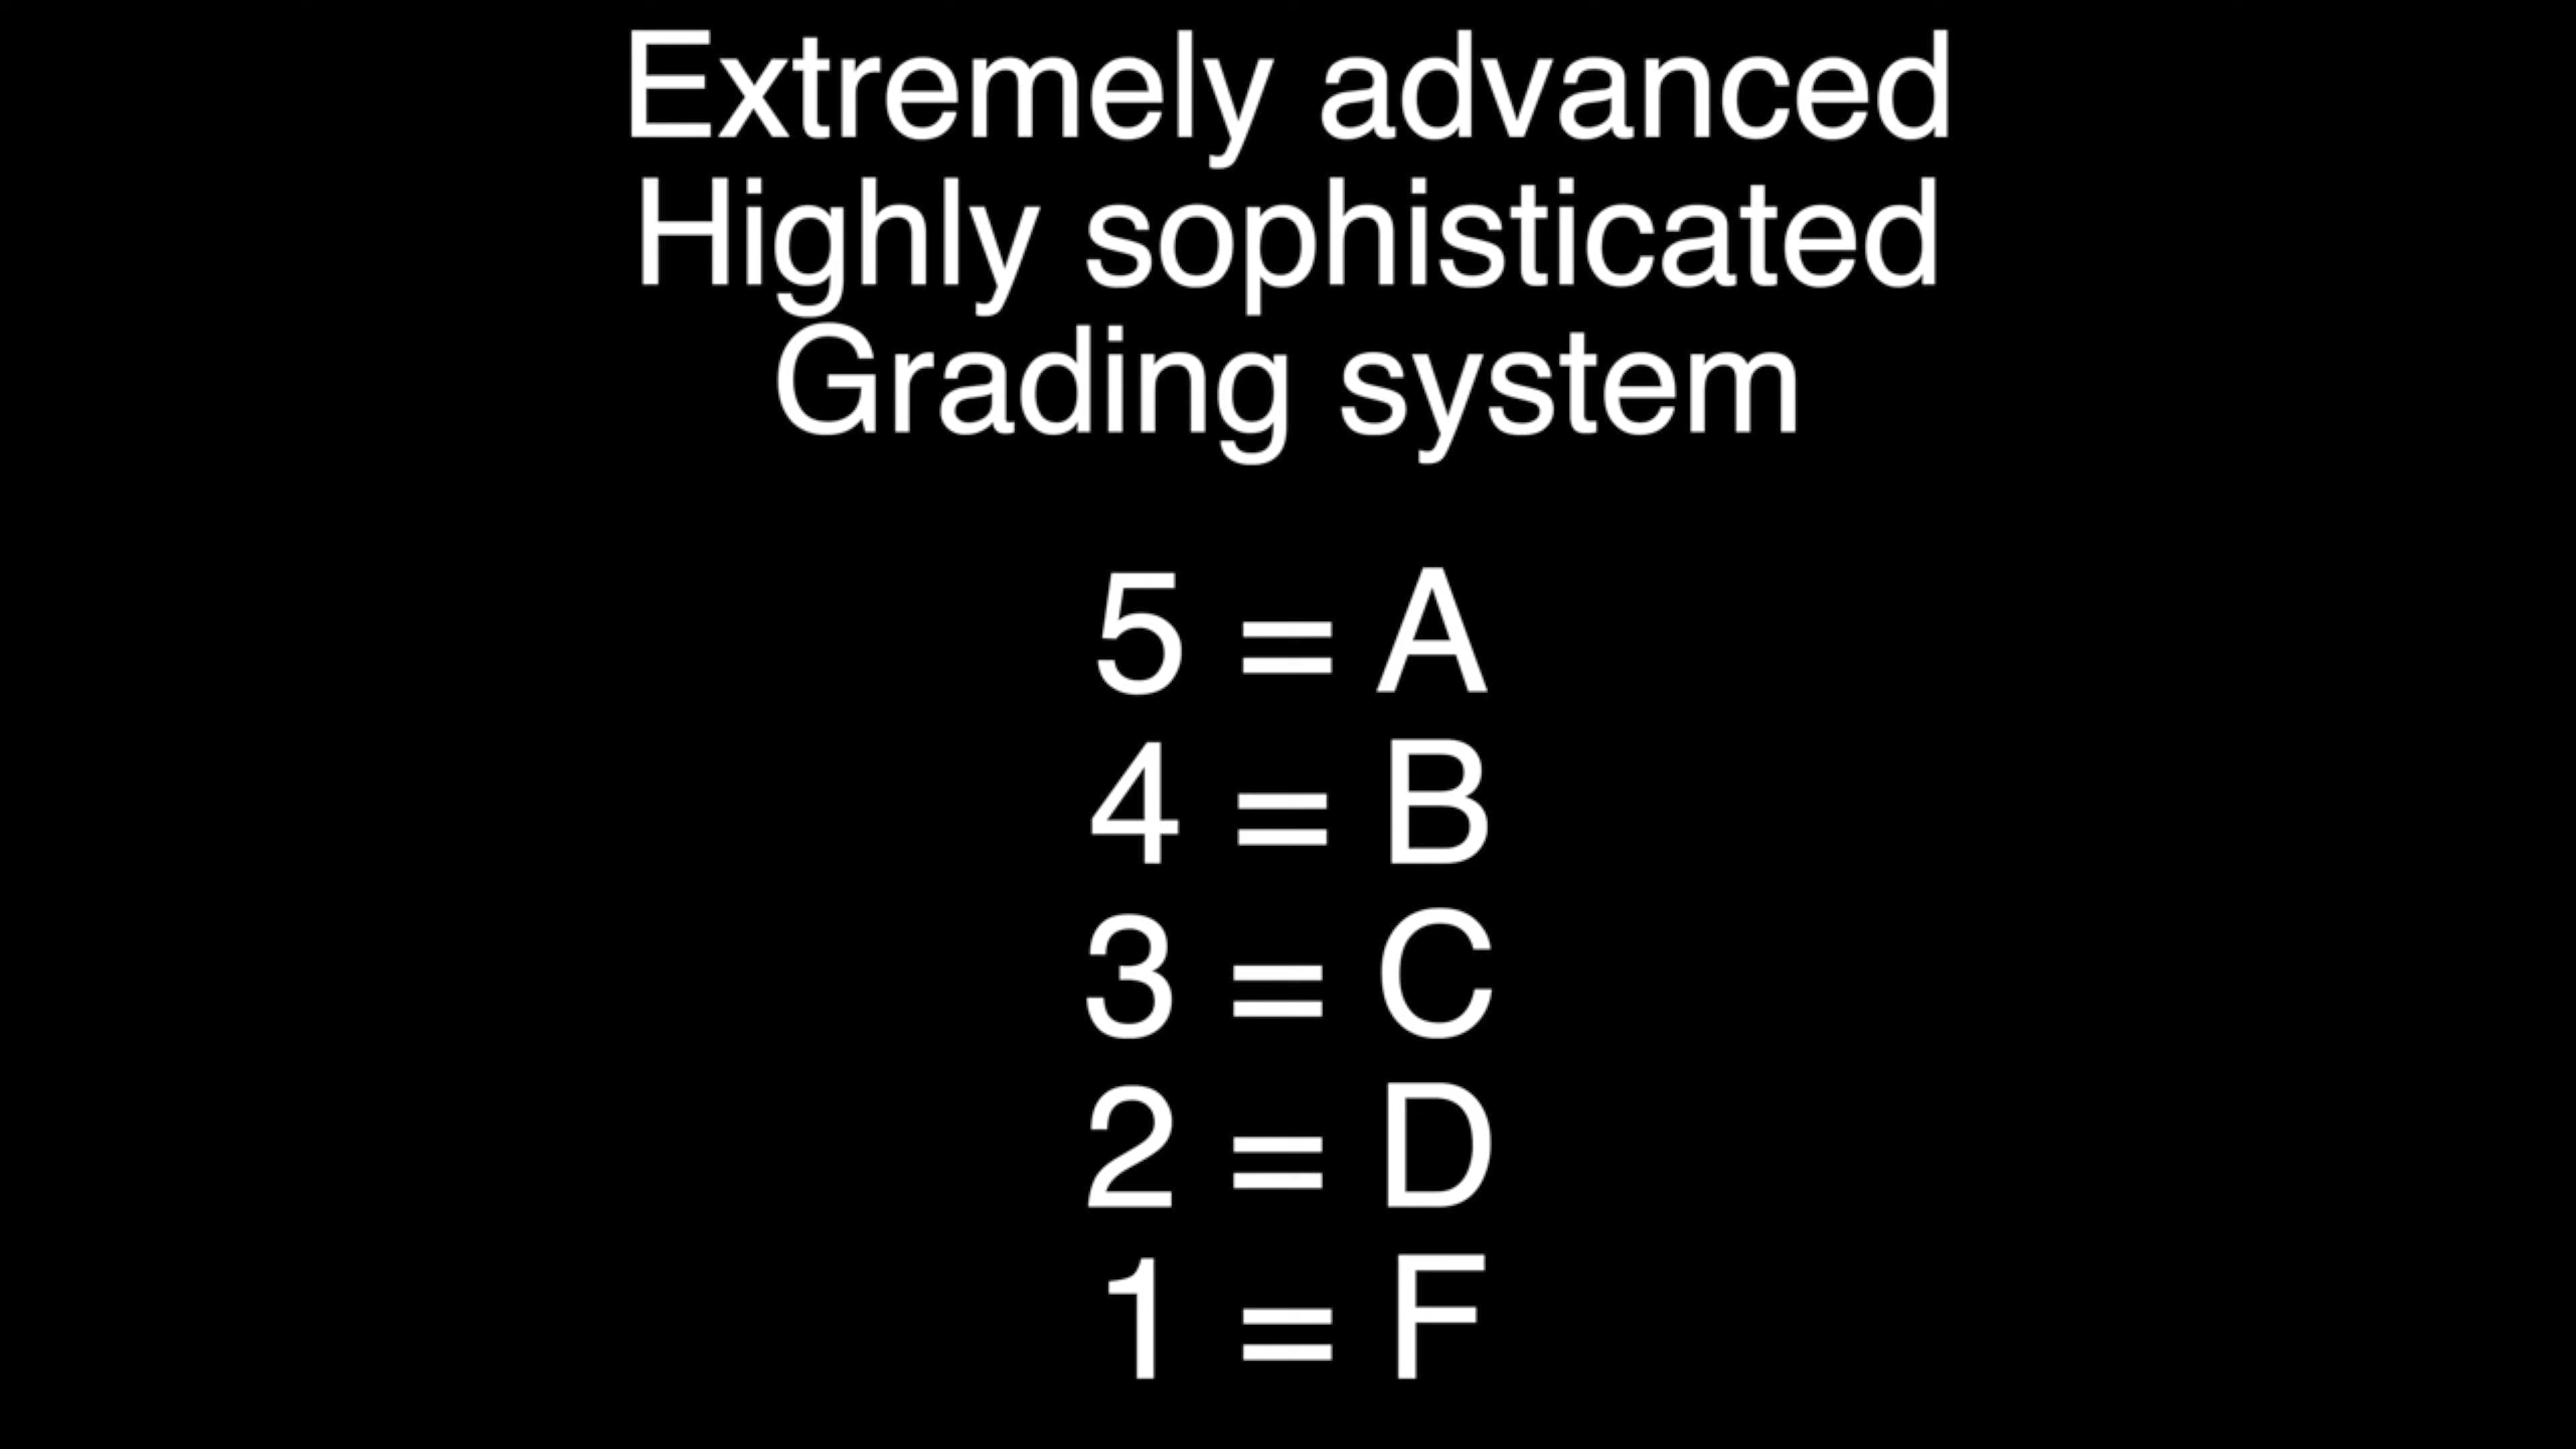 Extremely advanced
Highly sophisticated
Grading system
5 = A
4 = B
3 = C
2 = D
1 = F